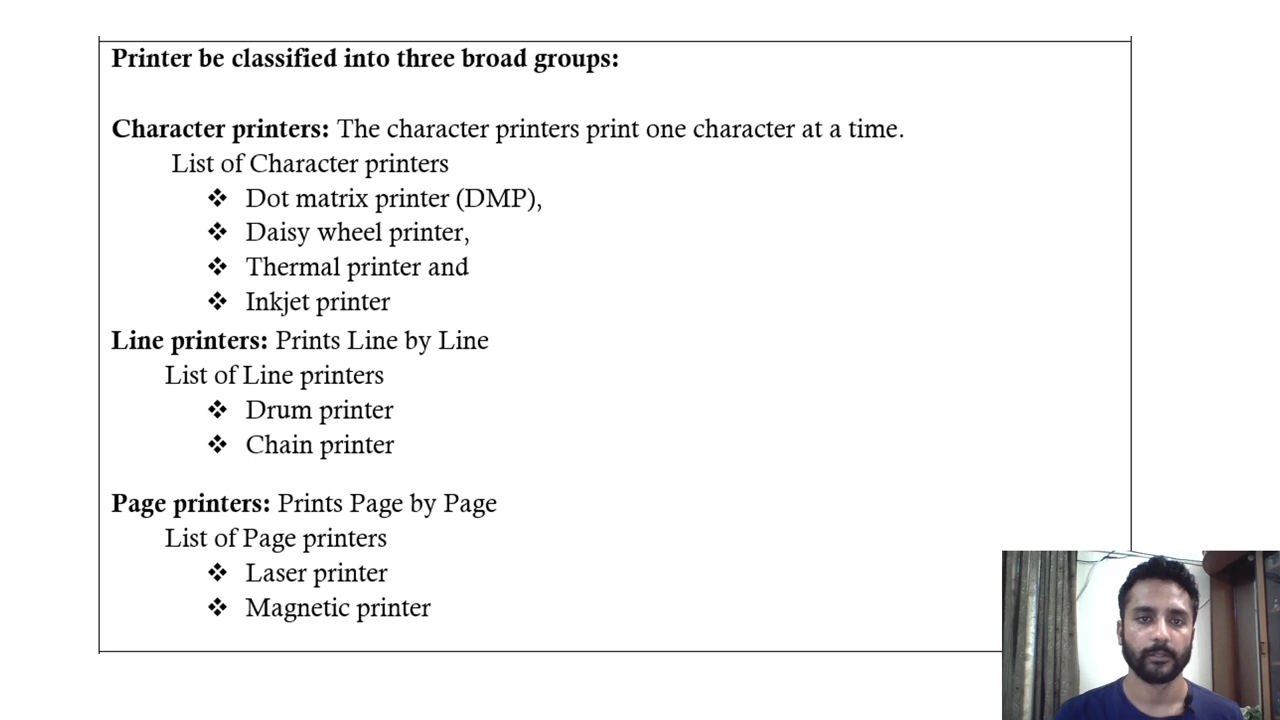 Printer be classified into three broad groups:
Character printers: The character printers print one character at a time.
List of Character printers
❖ Dot matrix printer (DMP),
❖ Daisy wheel printer,
❖ Thermal printer and
❖ Inkjet printer
Line printers: Prints Line by Line
List of Line printers
❖ Drum printer
❖ Chain printer
Page printers: Prints Page by Page
List of Page printers
❖ Laser printer
❖ Magnetic printer